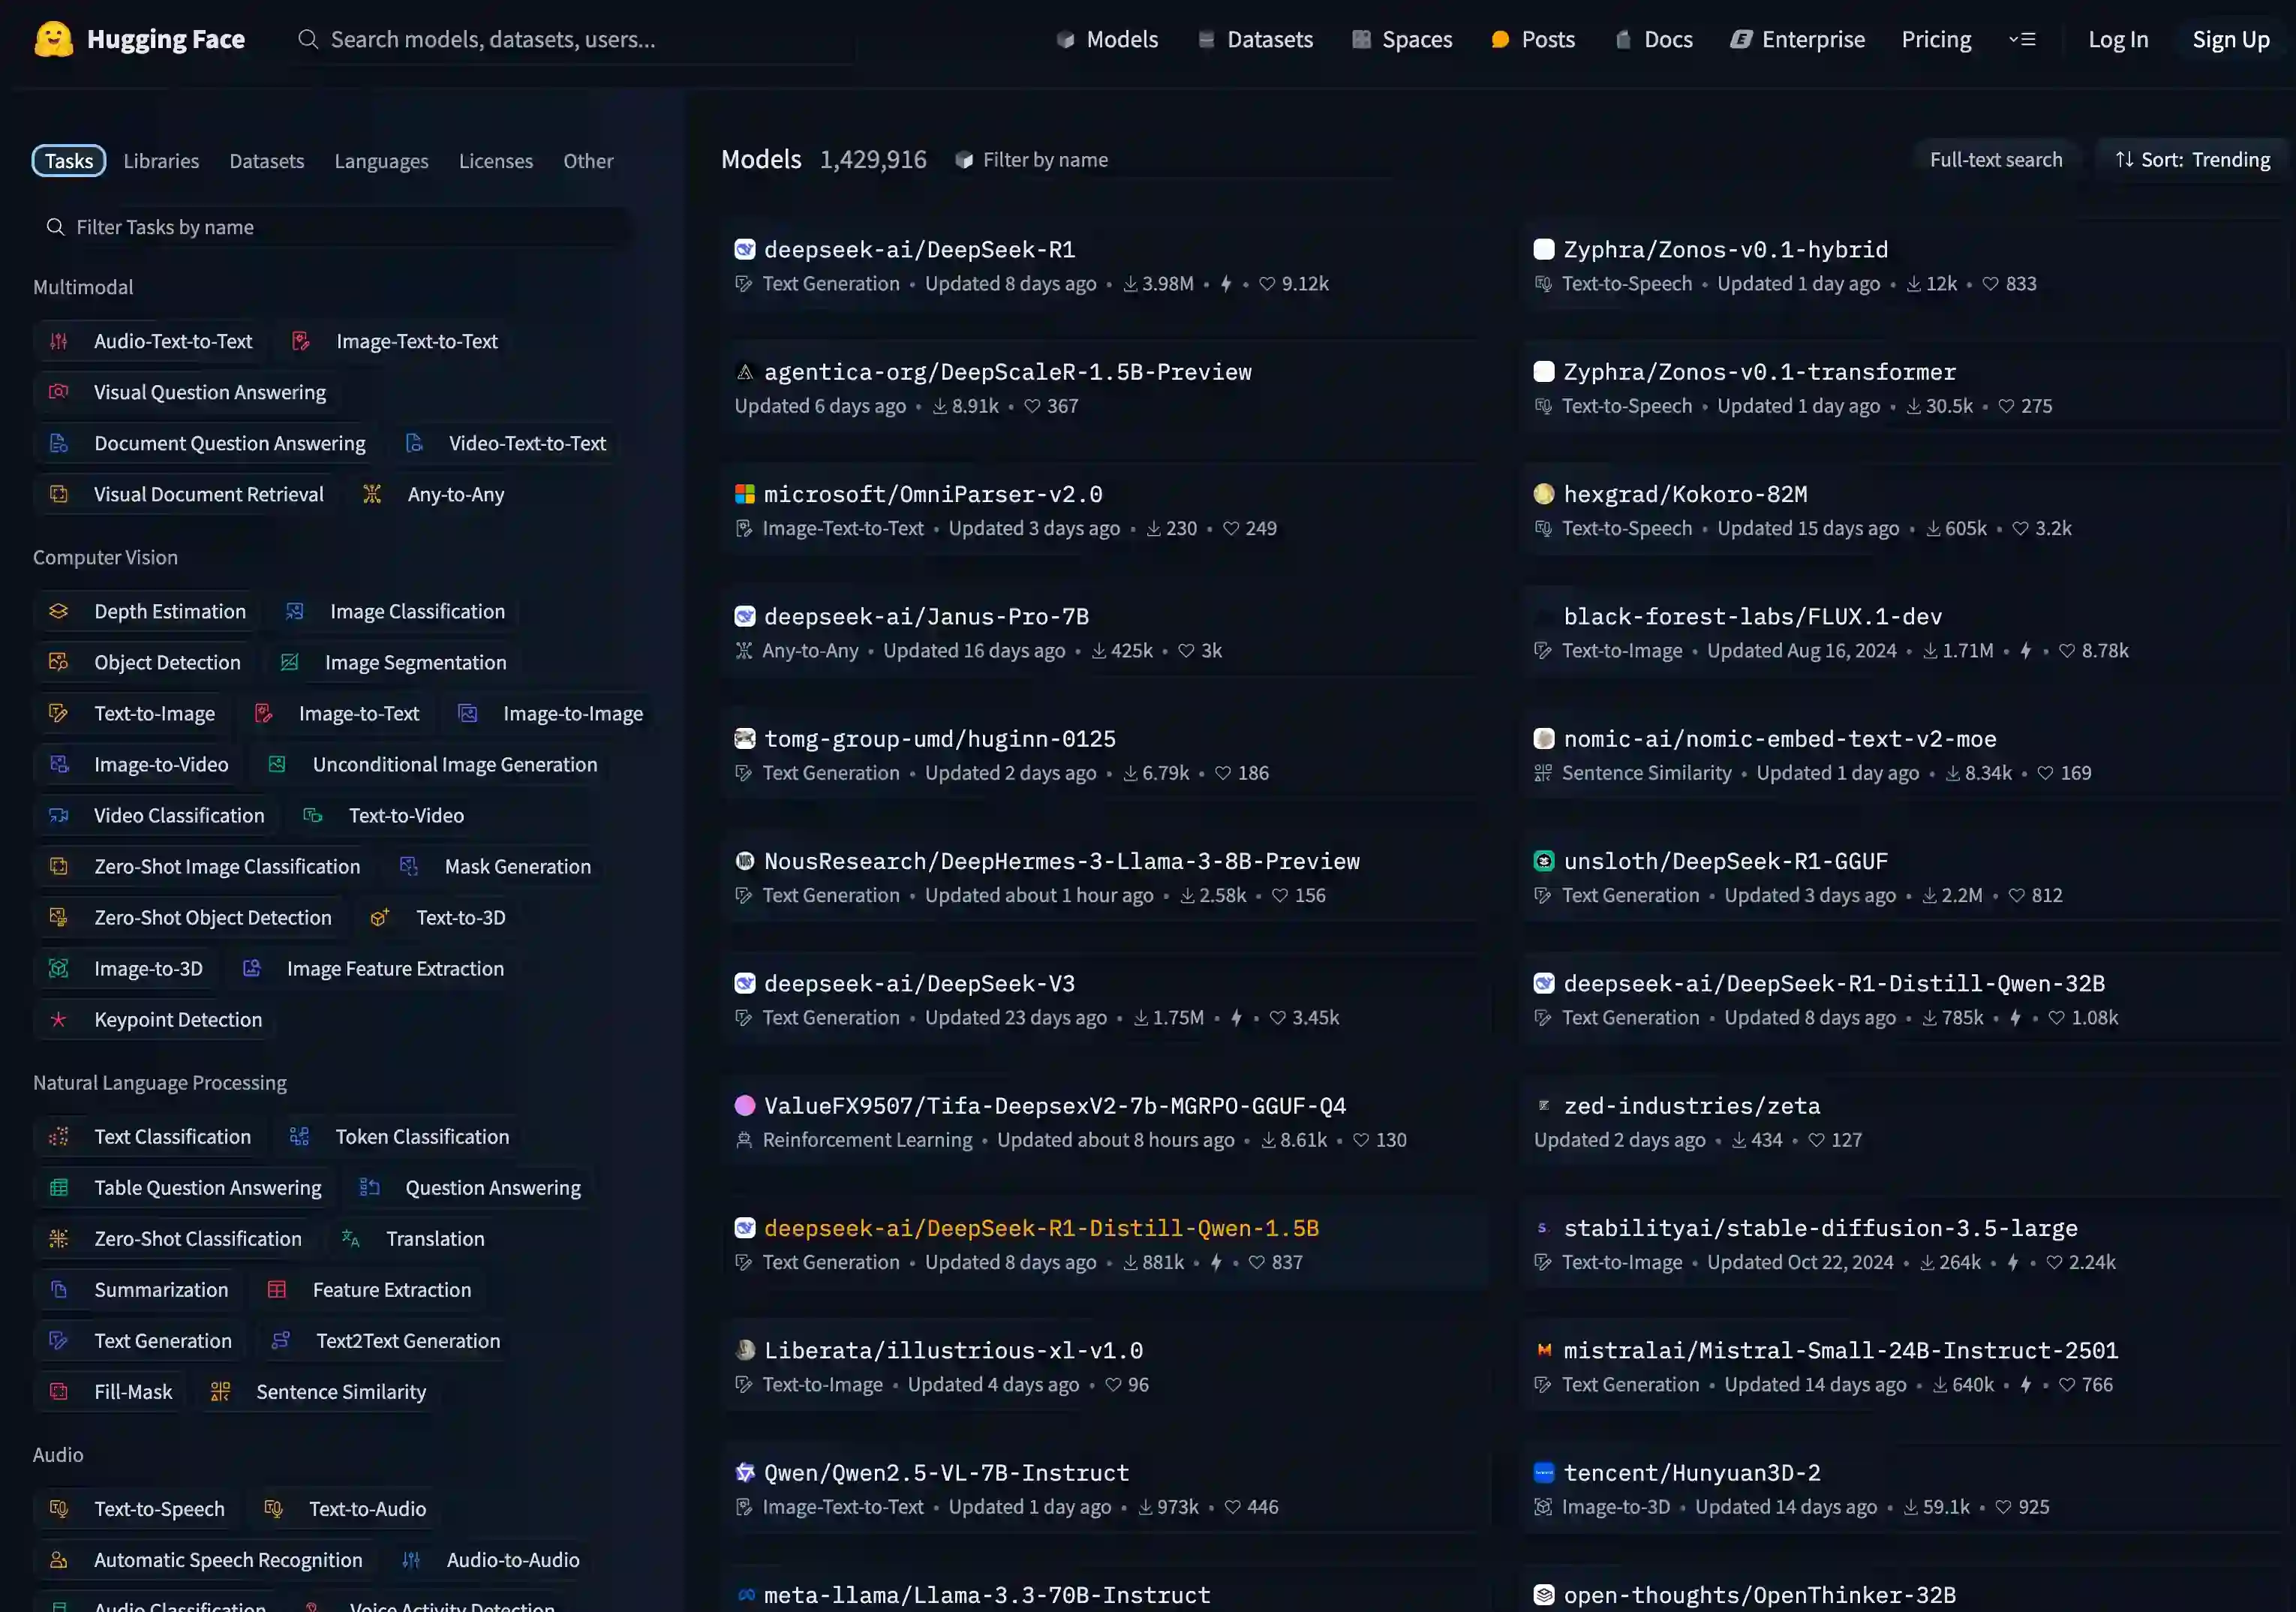 Hugging Face
Search models, datasets, users...
Models
Datasets
Spaces
Posts
Docs
Enterprise
Pricing
Log In
Sign Up
Tasks
Libraries
Datasets
Languages
Licenses
Other
Filter Tasks by name
Multimodal
Audio-Text-to-Text
Image-Text-to-Text
Visual Question Answering
Document Question Answering
Video-Text-to-Text
Visual Document Retrieval
Any-to-Any
Computer Vision
Depth Estimation
Image Classification
Object Detection
Image Segmentation
Text-to-Image
Image-to-Text
Image-to-Image
Image-to-Video
Unconditional Image Generation
Video Classification
Text-to-Video
Zero-Shot Image Classification
Mask Generation
Zero-Shot Object Detection
Text-to-3D
Image-to-3D
Image Feature Extraction
Keypoint Detection
Natural Language Processing
Text Classification
Token Classification
Table Question Answering
Question Answering
Zero-Shot Classification
Translation
Summarization
Feature Extraction
Text Generation
Text2Text Generation
Fill-Mask
Sentence Similarity
Audio
Text-to-Speech
Text-to-Audio
Automatic Speech Recognition
Audio-to-Audio
Audio Classification
Voice Activity Detection
Models 1,429,916
Filter by name
Full-text search
Sort: Trending
deepseek-ai/DeepSeek-R1
Text Generation • Updated 8 days ago • 3.98M • • 9.12k
Zyphra/Zonos-v0.1-hybrid
Text-to-Speech • Updated 1 day ago • 12k • 833
agentica-org/DeepScaleR-1.5B-Preview
Updated 6 days ago • 8.91k • 367
Zyphra/Zonos-v0.1-transformer
Text-to-Speech • Updated 1 day ago • 30.5k • 275
microsoft/OmniParser-v2.0
Image-Text-to-Text • Updated 3 days ago • 230 • 249
hexgrad/Kokoro-82M
Text-to-Speech • Updated 15 days ago • 605k • 3.2k
deepseek-ai/Janus-Pro-7B
Any-to-Any • Updated 16 days ago • 425k • 3k
black-forest-labs/FLUX.1-dev
Text-to-Image • Updated Aug 16, 2024 • 1.71M • • 8.78k
tomg-group-umd/huginn-0125
Text Generation • Updated 2 days ago • 6.79k • 186
nomic-ai/nomic-embed-text-v2-moe
Sentence Similarity • Updated 1 day ago • 8.34k • 169
NousResearch/DeepHermes-3-Llama-3-8B-Preview
Text Generation • Updated about 1 hour ago • 2.58k • 156
unsloth/DeepSeek-R1-GGUF
Text Generation • Updated 3 days ago • 2.2M • 812
deepseek-ai/DeepSeek-V3
Text Generation • Updated 23 days ago • 1.75M • • 3.45k
deepseek-ai/DeepSeek-R1-Distill-Qwen-32B
Text Generation • Updated 8 days ago • 785k • • 1.08k
ValueFX9507/Tifa-DeepsexV2-7b-MGRPO-GGUF-Q4
Reinforcement Learning • Updated about 8 hours ago • 8.61k • 130
zed-industries/zeta
Updated 2 days ago • 434 • 127
deepseek-ai/DeepSeek-R1-Distill-Qwen-1.5B
Text Generation • Updated 8 days ago • 881k • • 837
stabilityai/stable-diffusion-3.5-large
Text-to-Image • Updated Oct 22, 2024 • 264k • • 2.24k
Liberata/illustrious-xl-v1.0
Text-to-Image • Updated 4 days ago • 96
mistralai/Mistral-Small-24B-Instruct-2501
Text Generation • Updated 14 days ago • 640k • • 766
Qwen/Qwen2.5-VL-7B-Instruct
Image-Text-to-Text • Updated 1 day ago • 973k • 446
tencent/Hunyuan3D-2
Image-to-3D • Updated 14 days ago • 59.1k • 925
meta-llama/Llama-3.3-70B-Instruct
open-thoughts/OpenThinker-32B